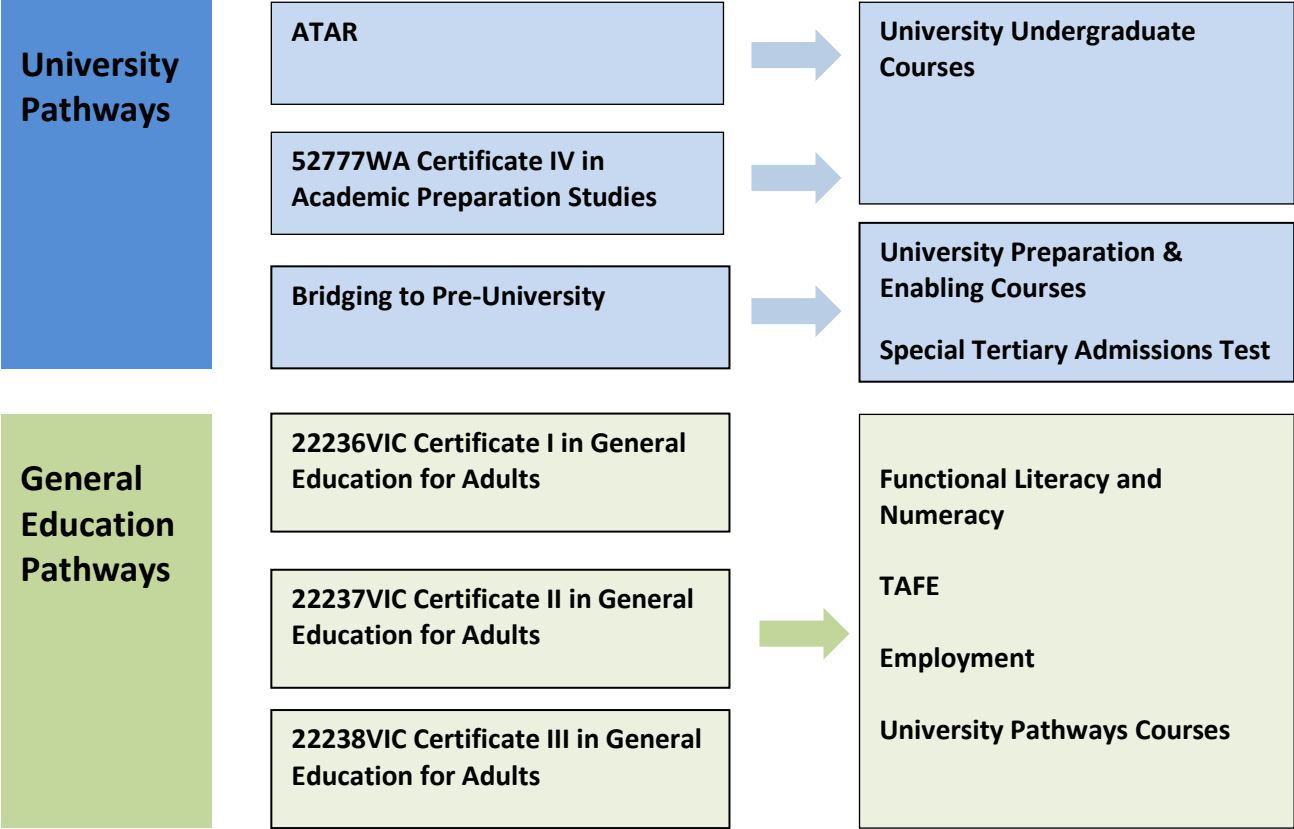 University
Pathways
ATAR
University Undergraduate
Courses
52777WA Certificate IV in
Academic Preparation Studies
Bridging to Pre-University
University Preparation &
Enabling Courses
Special Tertiary Admissions Test
General
Education
Pathways
22236VIC Certificate I in General
Education for Adults
22237VIC Certificate II in General
Education for Adults
22238VIC Certificate III in General
Education for Adults
Functional Literacy and
Numeracy
TAFE
Employment
University Pathways Courses